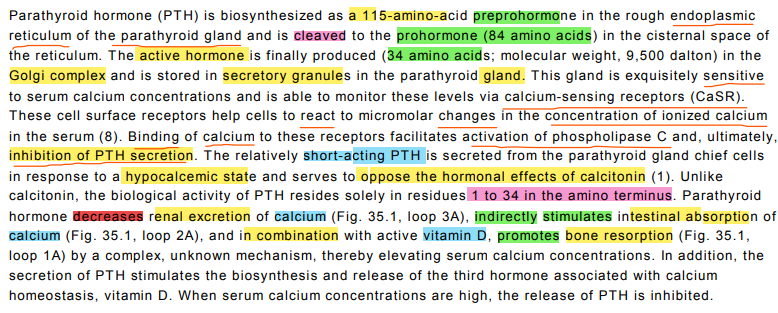 Parathyroid hormone (PTH) is biosynthesized as a 115-amino-acid preprohormone in the rough endoplasmic
reticulum of the parathyroid gland and is cleaved to the prohormone (84 amino acids) in the cisternal space of
the reticulum. The active hormone is finally produced (34 amino acids; molecular weight, 9,500 dalton) in the
Golgi complex and is stored in secretory granules in the parathyroid gland. This gland is exquisitely sensitive
to serum calcium concentrations and is able to monitor these levels via calcium-sensing receptors (CaSR).
These cell surface receptors help cells to react to micromolar changes in the concentration of ionized calcium
in the serum (8). Binding of calcium to these receptors facilitates activation of phospholipase C and, ultimately,
inhibition of PTH secretion. The relatively short-acting PTH is secreted from the parathyroid gland chief cells
in response to a hypocalcemic state and serves to oppose the hormonal effects of calcitonin (1). Unlike
calcitonin, the biological activity of PTH resides solely in residues 1 to 34 in the amino terminus. Parathyroid
hormone decreases renal excretion of calcium (Fig. 35.1, loop 3A), indirectly stimulates intestinal absorption of
calcium (Fig. 35.1, loop 2A), and in combination with active vitamin D, promotes bone resorption (Fig. 35.1,
loop 1A) by a complex, unknown mechanism, thereby elevating serum calcium concentrations. In addition, the
secretion of PTH stimulates the biosynthesis and release of the third hormone associated with calcium
homeostasis, vitamin D. When serum calcium concentrations are high, the release of PTH is inhibited.